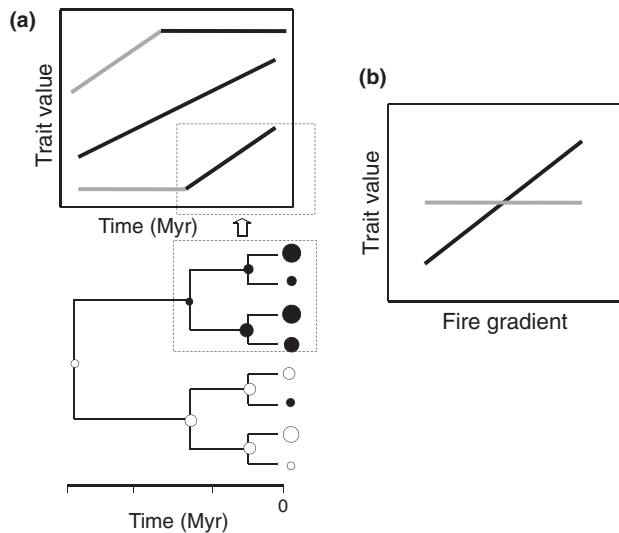 (a)
Trait value
Time (Myr)
0
Time (Myr)
(b)
Trait value
Fire gradient